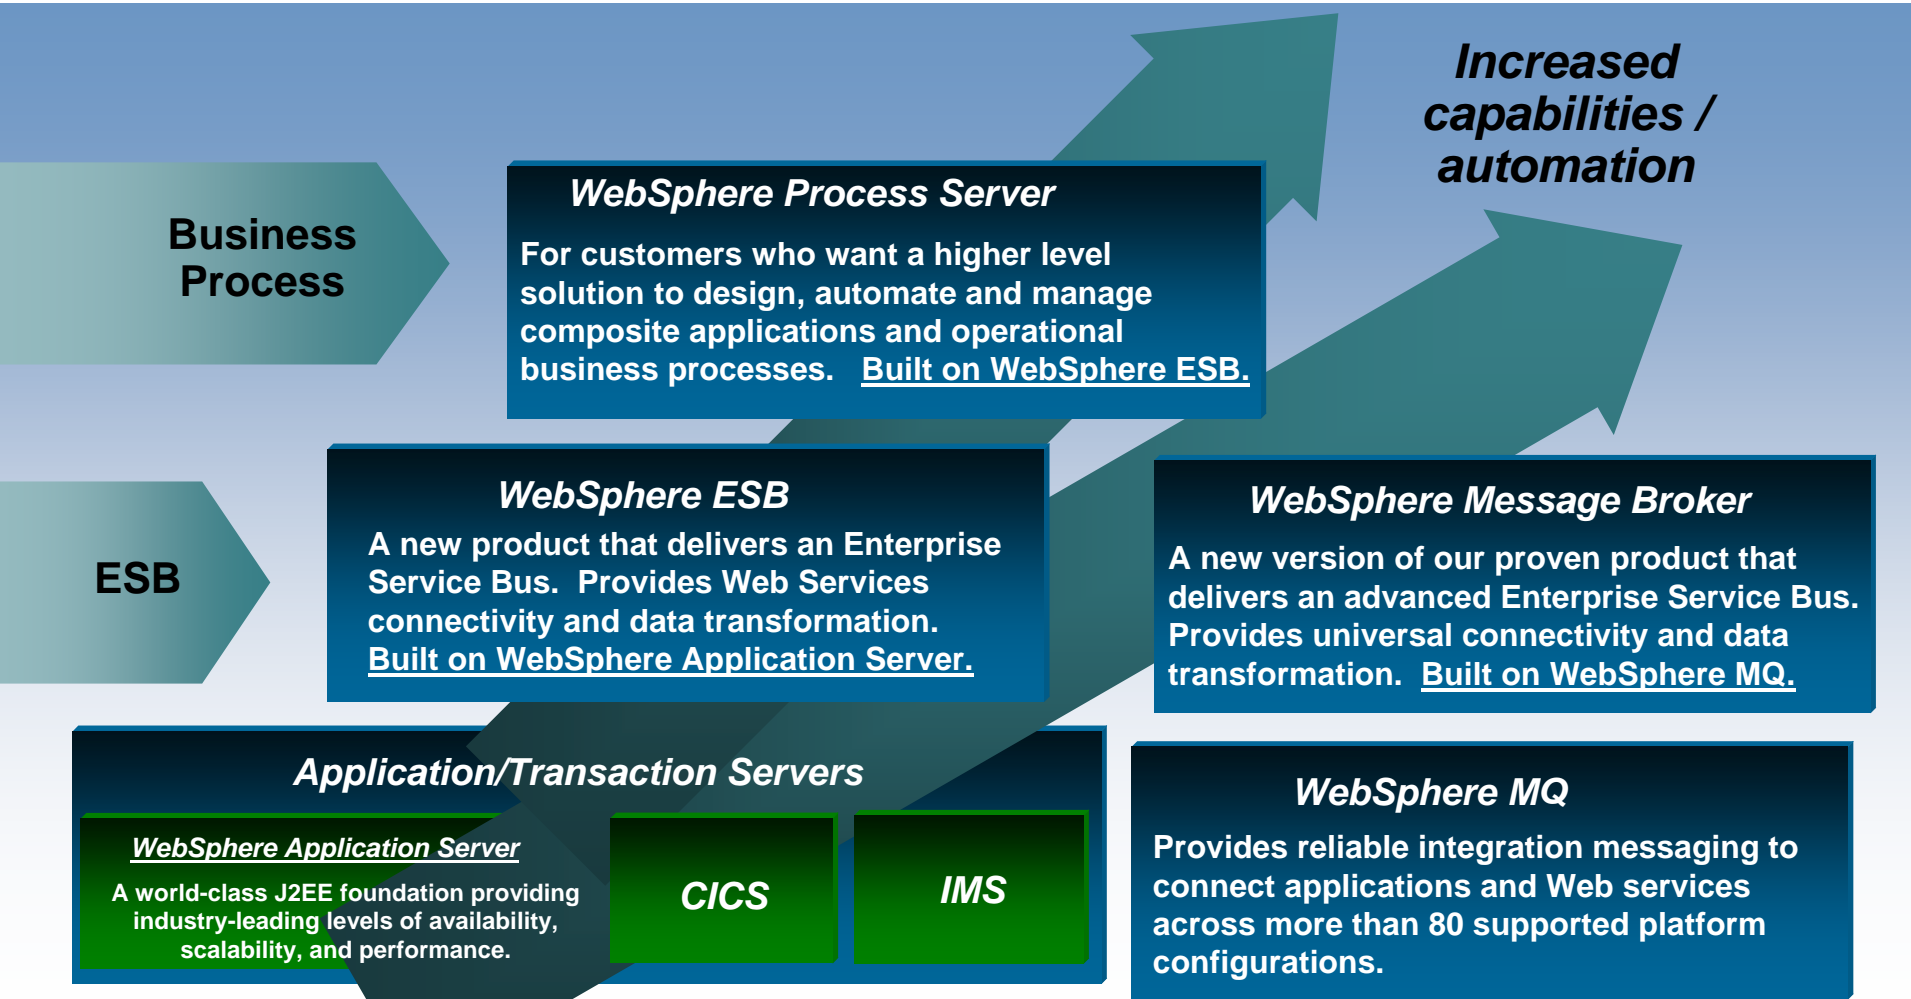 Increased
capabilities /
automation
Business
Process
WebSphere Process Server
For customers who want a higher level
solution to design, automate and manage
composite applications and operational
business processes.   Built on WebSphere ESB.
ESB
WebSphere ESB
A new product that delivers an Enterprise
Service Bus.  Provides Web Services
connectivity and data transformation.
Built on WebSphere Application Server.
WebSphere Message Broker
A new version of our proven product that
delivers an advanced Enterprise Service Bus.
Provides universal connectivity and data
transformation.  Built on WebSphere MQ.
Application/Transaction Servers
WebSphere Application Server
A world-class J2EE foundation providing
industry-leading levels of availability,
scalability, and performance.
CICS
IMS
WebSphere MQ
Provides reliable integration messaging to
connect applications and Web services
across more than 80 supported platform
configurations.